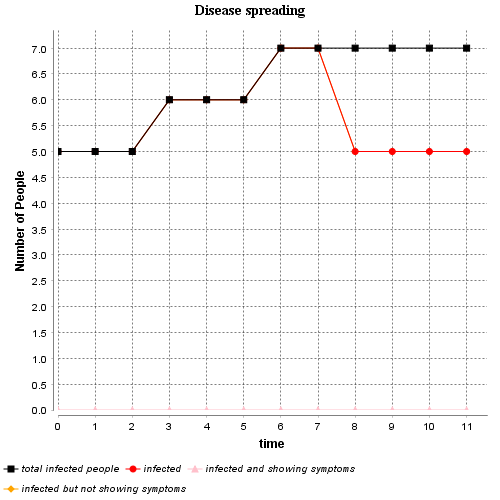 Disease spreading
7.0
6.5
6.0
5.5
5.0
4.5
4.0
3.5
3.0
2.5
2.0
1.5
1.0
0.5
0.0
Number of People
0 1 2 3 4 5 6 7 8 9 10 11
time
total infected people infected infected and showing symptoms
infected but not showing symptoms